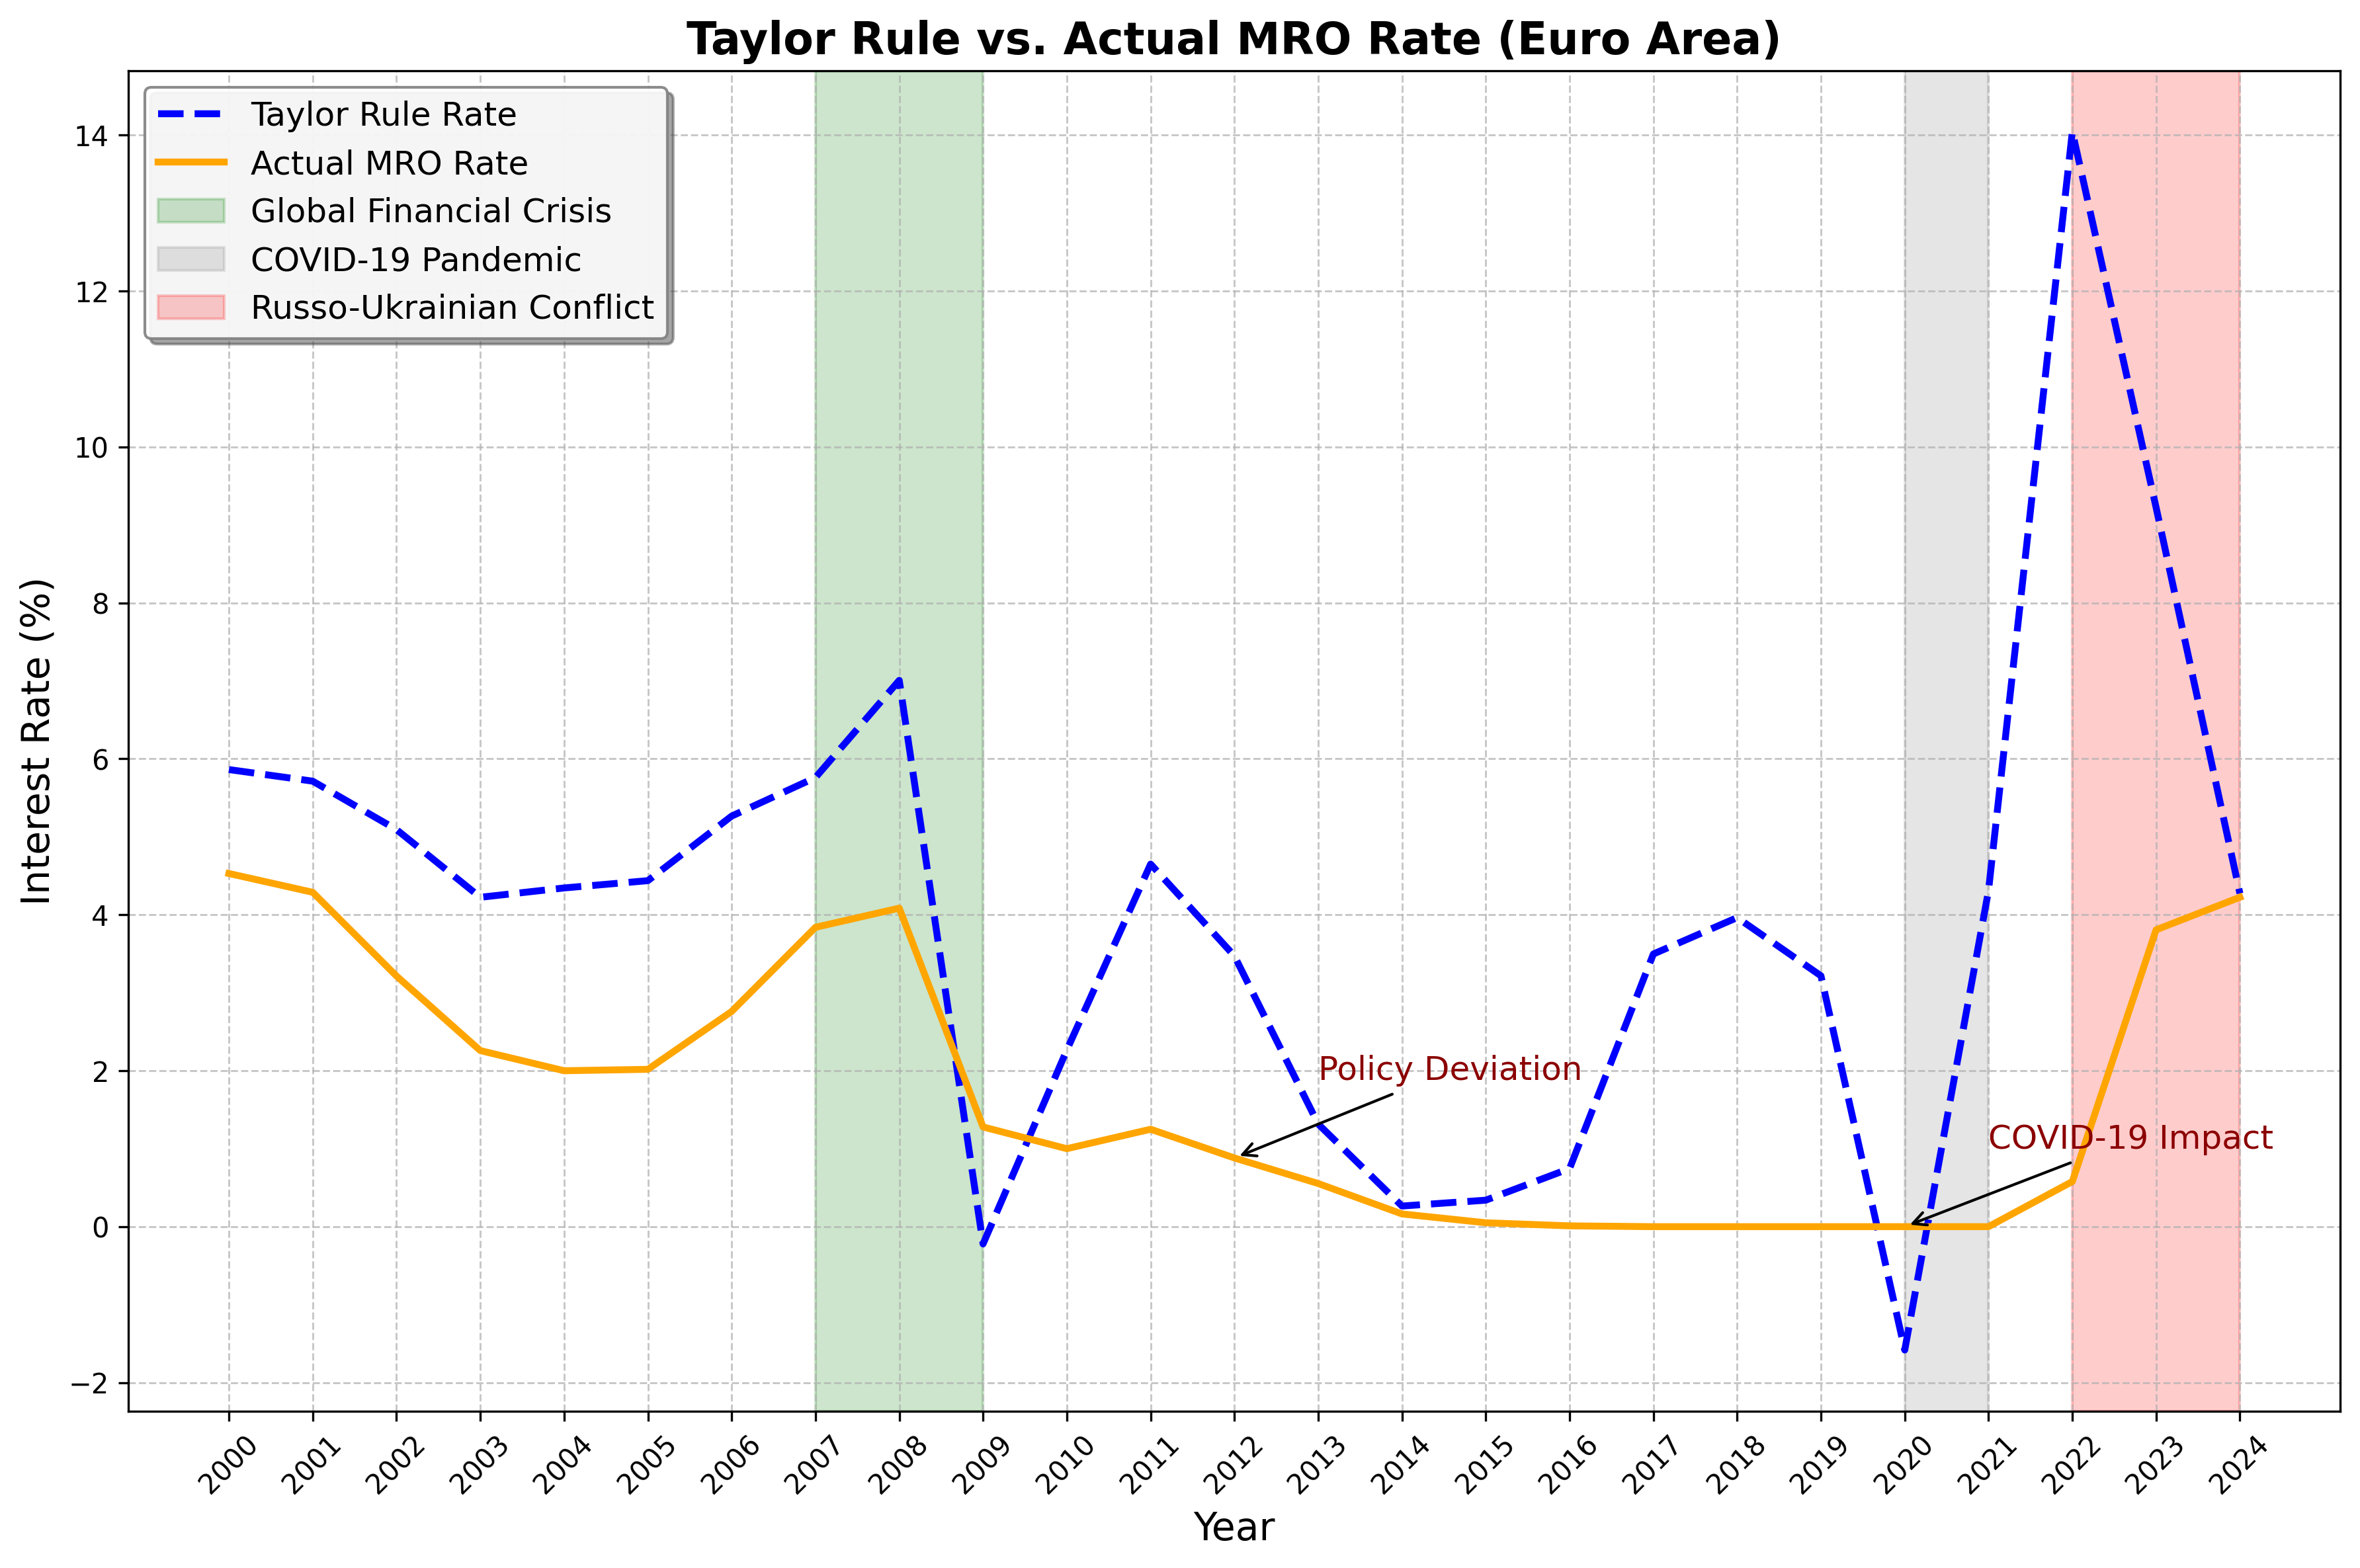 Taylor Rule vs. Actual MRO Rate (Euro Area)
Taylor Rule Rate
Actual MRO Rate
Global Financial Crisis
COVID-19 Pandemic
Russo-Ukrainian Conflict
Interest Rate (%)
14
12
10
8
6
4
2
0
−2
Policy Deviation
COVID-19 Impact
2000 2001 2002 2003 2004 2005 2006 2007 2008 2009 2010 2011 2012 2013 2014 2015 2016 2017 2018 2019 2020 2021 2022 2023 2024
Year